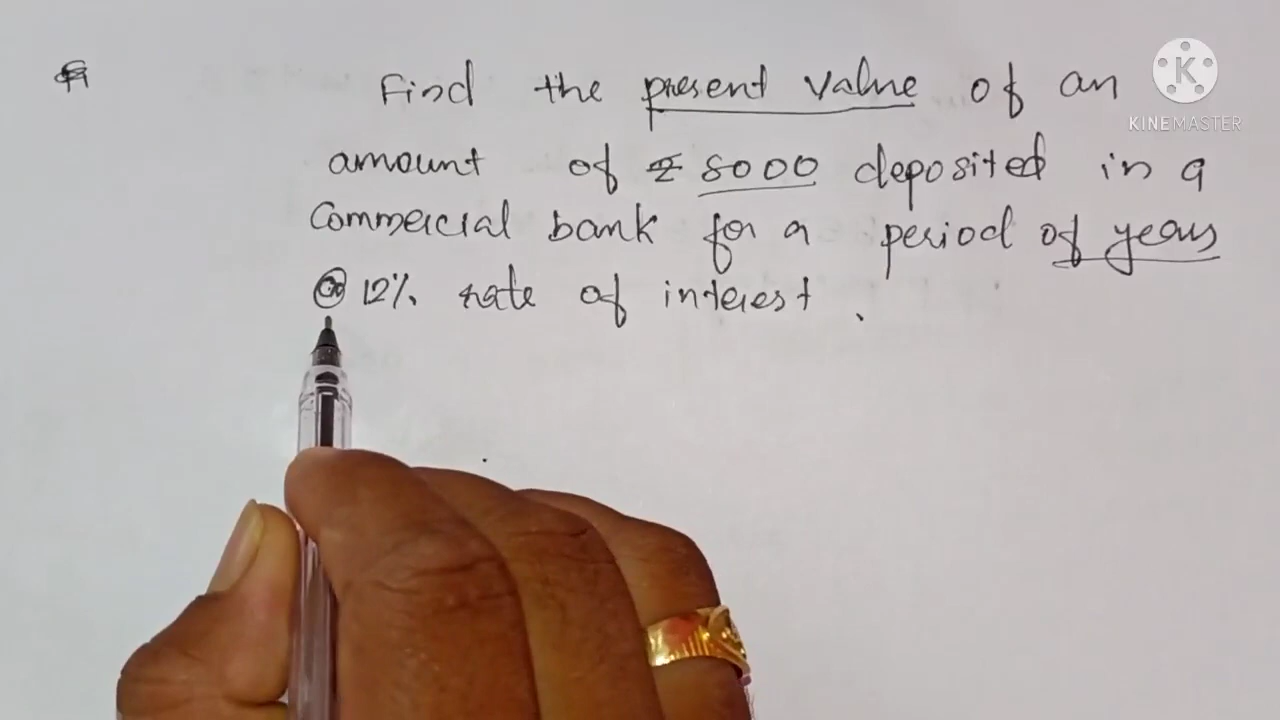 Find the present value of an
amount of ₹ 8000 deposited in a
Commercial bank for a period of years
@ 12% rate of interest.
KINEMASTER